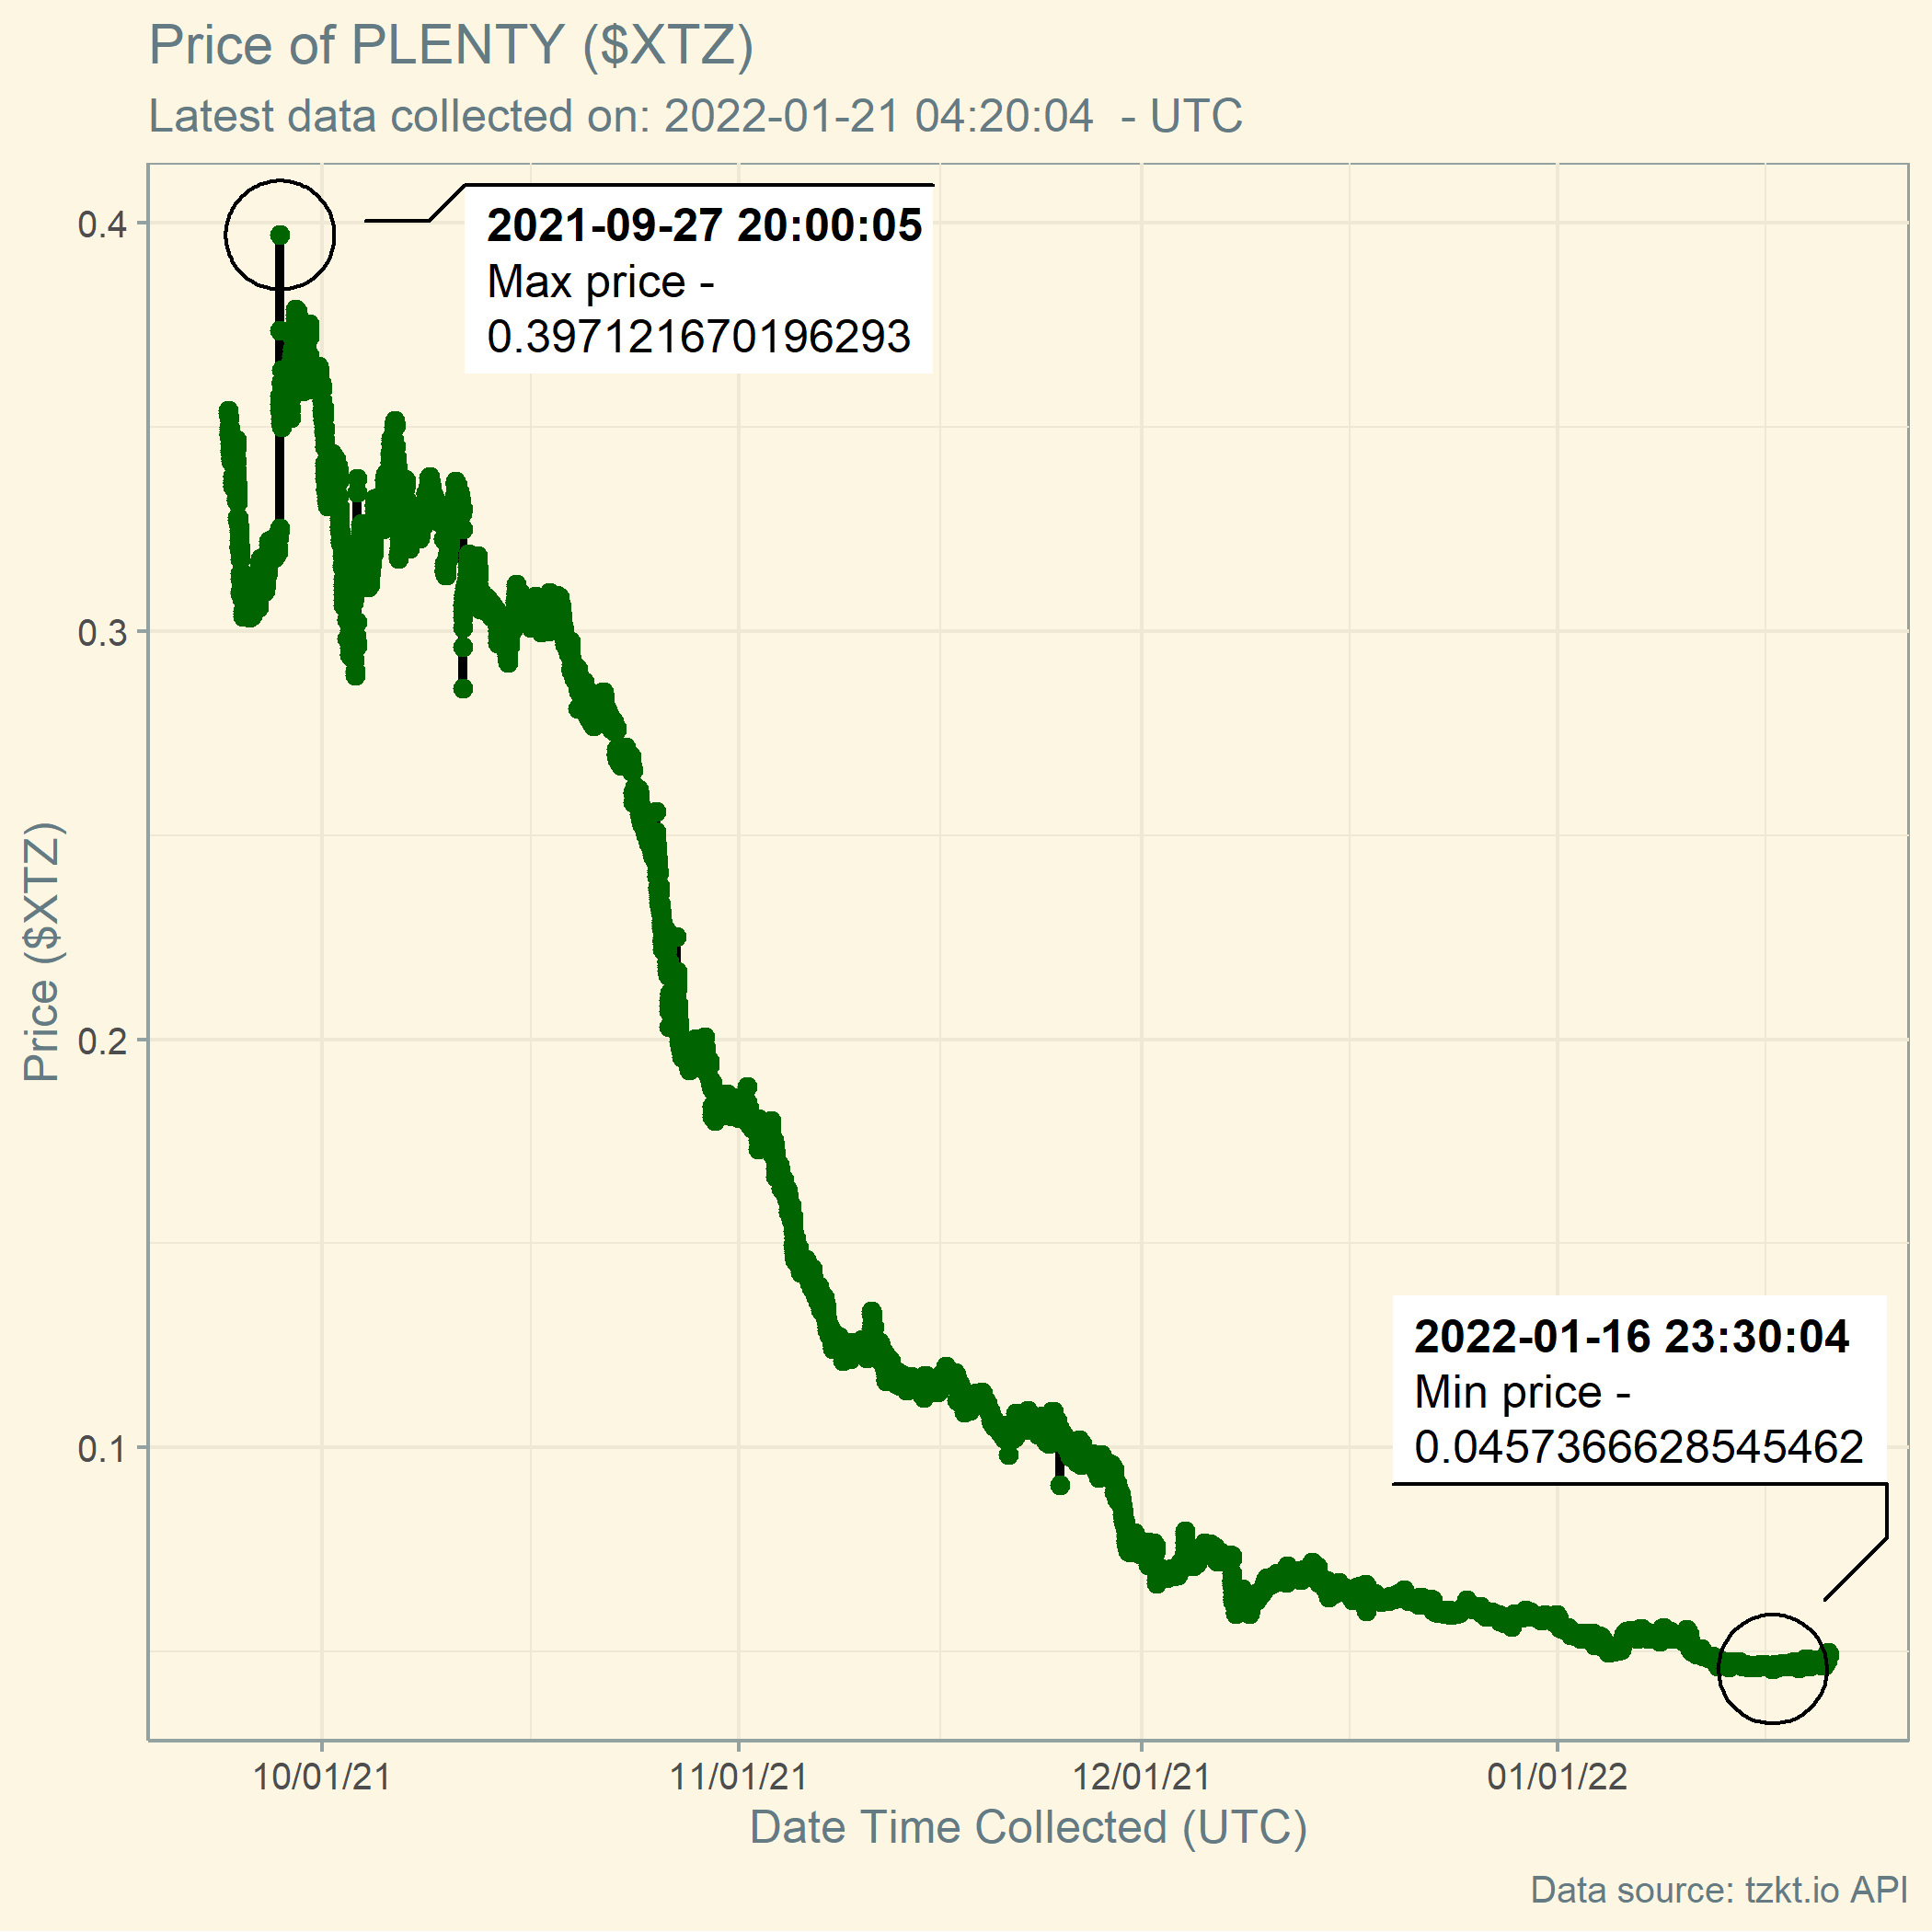 Price of PLENTY ($XTZ)
Latest data collected on: 2022-01-21 04:20:04  - UTC
2021-09-27 20:00:05
Max price -
0.397121670196293
0.4
0.3
0.2
0.1
Price ($XTZ)
2022-01-16 23:30:04
Min price -
0.0457366628545462
10/01/21
11/01/21
12/01/21
01/01/22
Date Time Collected (UTC)
Data source: tzkt.io API